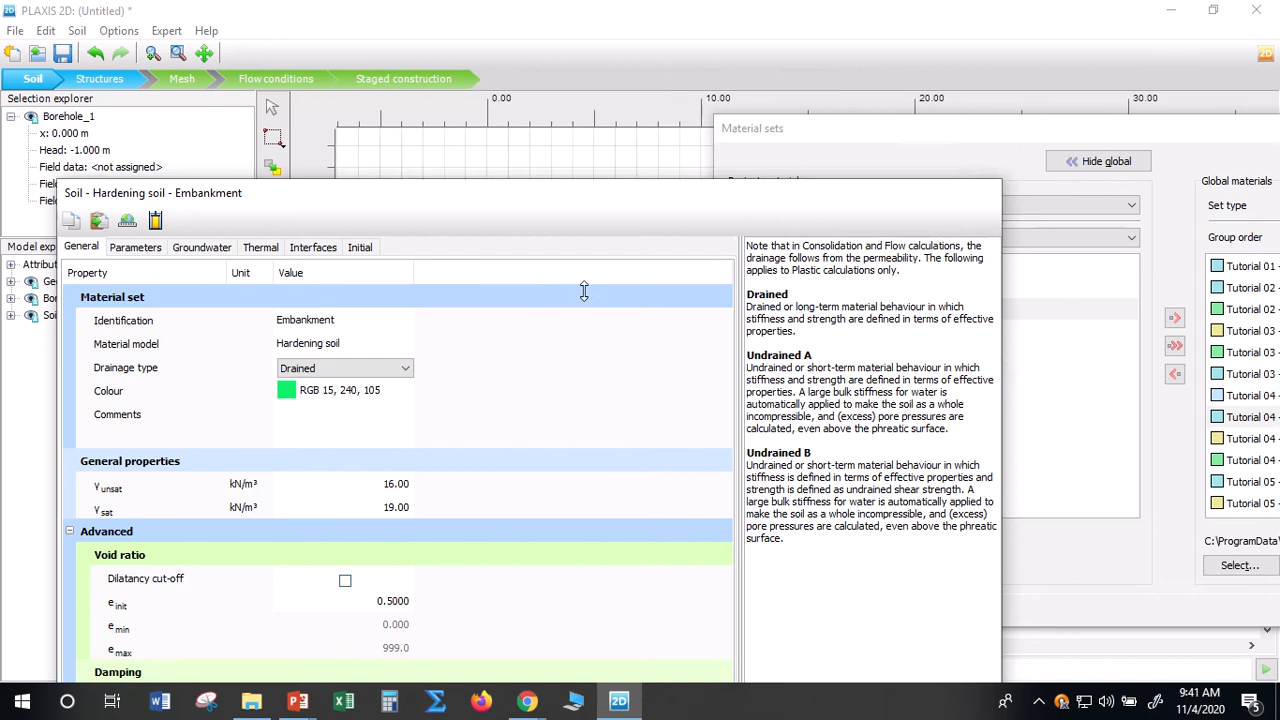 PLAXIS 2D: (Untitled) *
File Edit Soil Options Expert Help
2D
Soil Structures Mesh Flow conditions Staged construction
Selection explorer
Borehole_1
x: 0.000 m
Head: -1.000 m
Field data: <not assigned>
0.00 10.00 20.00 30.00
Material sets
Hide global
Global materials
Set type
Group order
Tutorial 01 -
Tutorial 02 -
Tutorial 02 -
Tutorial 03 -
Tutorial 03 -
Tutorial 03 -
Tutorial 04 -
Tutorial 04 -
Tutorial 04 -
Tutorial 04 -
Tutorial 05 -
Tutorial 05 -
Select...
Soil - Hardening soil - Embankment
General Parameters Groundwater Thermal Interfaces Initial
Property Unit Value
Material set
Identification Embankment
Material model Hardening soil
Drainage type Drained
Colour RGB 15, 240, 105
Comments
General properties
γ unsat kN/m³ 16.00
γ sat kN/m³ 19.00
Advanced
Void ratio
Dilatancy cut-off
e init 0.5000
e min 0.000
e max 999.0
Damping
Note that in Consolidation and Flow calculations, the
drainage follows from the permeability. The following
applies to Plastic calculations only.
Drained
Drained or long-term material behaviour in which
stiffness and strength are defined in terms of effective
properties.
Undrained A
Undrained or short-term material behaviour in which
stiffness and strength are defined in terms of effective
properties. A large bulk stiffness for water is
automatically applied to make the soil as a whole
incompressible, and (excess) pore pressures are
calculated, even above the phreatic surface.
Undrained B
Undrained or short-term material behaviour in which
stiffness is defined in terms of effective properties and
strength is defined as undrained shear strength. A
large bulk stiffness for water is automatically applied to
make the soil as a whole incompressible, and (excess)
pore pressures are calculated, even above the phreatic
surface.
9:41 AM
11/4/2020
5